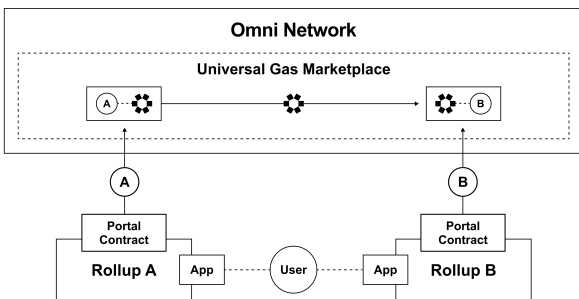 Omni Network
Universal Gas Marketplace
A
B
A
B
Portal
Contract
Portal
Contract
Rollup A
App
User
App
Rollup B